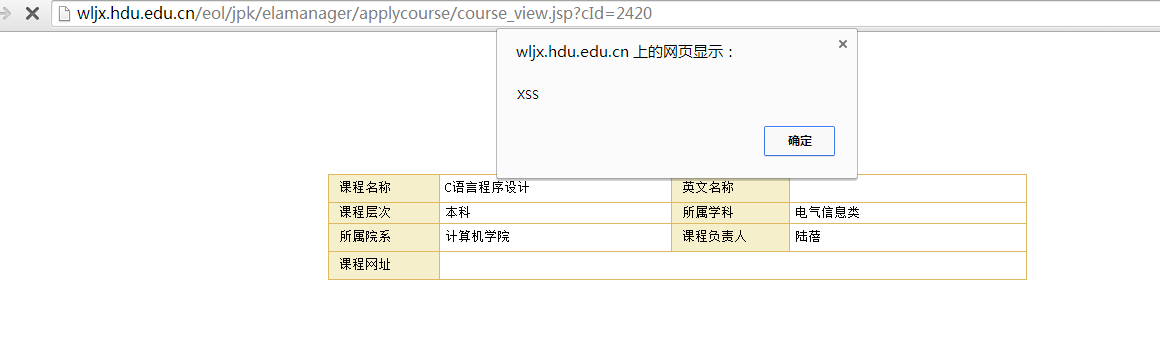 wljx.hdu.edu.cn/eol/jpk/elamanager/applycourse/course_view.jsp?cId=2420
wljx.hdu.edu.cn 上的网页显示：
XSS
确定
课程名称 C语言程序设计 英文名称
课程层次 本科 所属学科 电气信息类
所属院系 计算机学院 课程负责人 陆蓓
课程网址